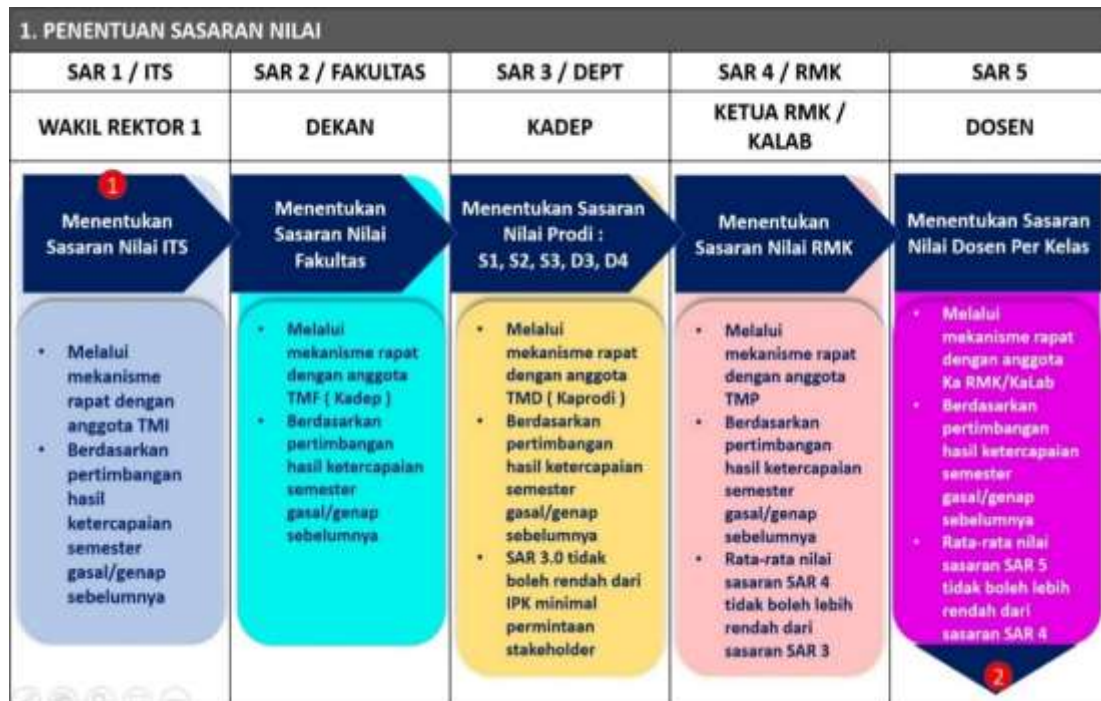 1. PENENTUAN SASARAN NILAI
SAR 1 / ITS
SAR 2 / FAKULTAS
SAR 3 / DEPT
SAR 4 / RMK
SAR 5
WAKIL REKTOR 1
DEKAN
KADEP
KETUA RMK /
KALAB
DOSEN
1
Menentukan
Sasaran Nilai ITS
Menentukan
Sasaran Nilai
Fakultas
Menentukan Sasaran
Nilai Prodi :
S1, S2, S3, D3, D4
Menentukan
Sasaran Nilai RMK
Menentukan Sasaran
Nilai Dosen Per Kelas
• Melalui
mekanisme
rapat dengan
anggota TMI
• Berdasarkan
pertimbangan
hasil
ketercapaian
semester
gasal/genap
sebelumnya
• Melalui
mekanisme rapat
dengan anggota
TMF ( Kadep )
• Berdasarkan
pertimbangan
hasil ketercapaian
semester
gasal/genap
sebelumnya
• Melalui
mekanisme rapat
dengan anggota
TMD ( Kaprodi )
• Berdasarkan
pertimbangan
hasil ketercapaian
semester
gasal/genap
sebelumnya
• SAR 3.0 tidak
boleh rendah dari
IPK minimal
permintaan
stakeholder
• Melalui
mekanisme rapat
dengan anggota
TMP
• Berdasarkan
pertimbangan
hasil ketercapaian
semester
gasal/genap
sebelumnya
• Rata-rata nilai
sasaran SAR 4
tidak boleh lebih
rendah dari
sasaran SAR 3
• Melalui
mekanisme rapat
dengan anggota
Ka RMK/KaLab
• Berdasarkan
pertimbangan
hasil ketercapaian
semester
gasal/genap
sebelumnya
• Rata-rata nilai
sasaran SAR 5
tidak boleh lebih
rendah dari
sasaran SAR 4
2